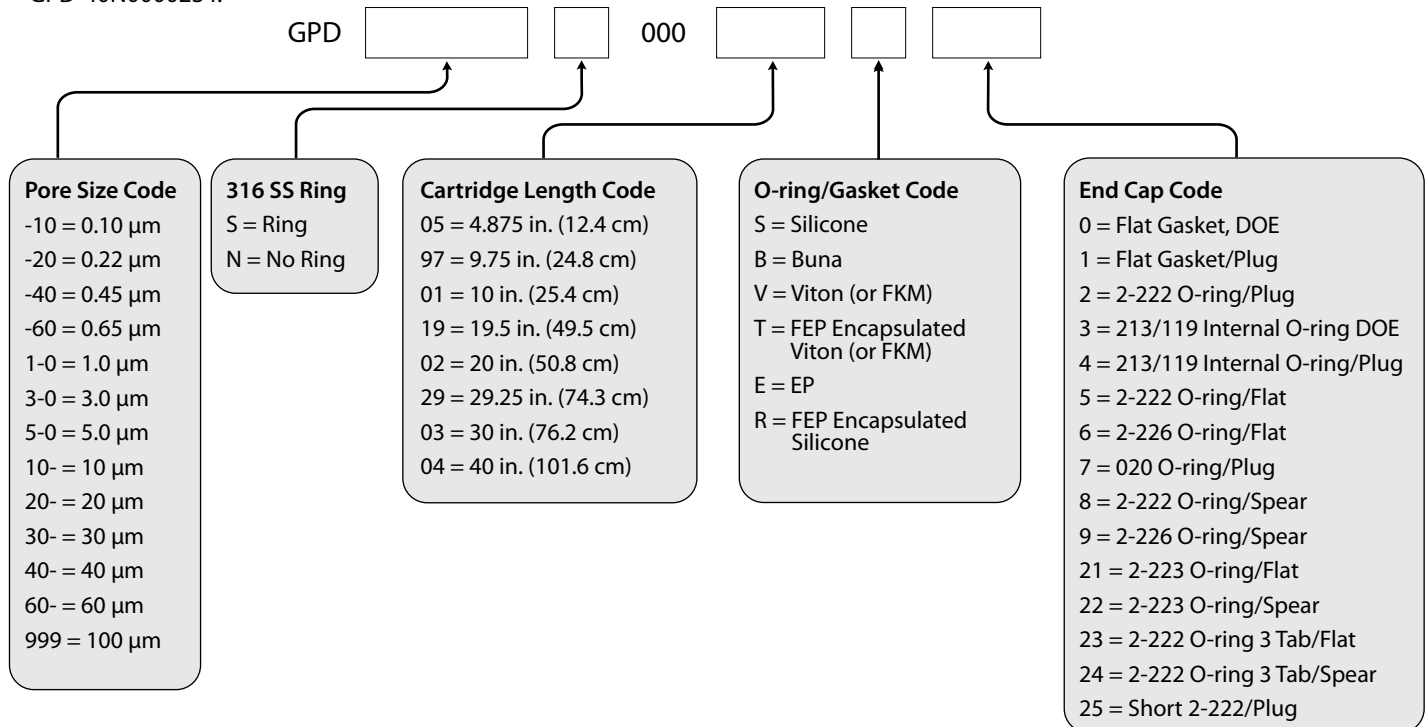 GPD 000
Pore Size Code
-10 = 0.10 µm
-20 = 0.22 µm
-40 = 0.45 µm
-60 = 0.65 µm
1-0 = 1.0 µm
3-0 = 3.0 µm
5-0 = 5.0 µm
10- = 10 µm
20- = 20 µm
30- = 30 µm
40- = 40 µm
60- = 60 µm
999 = 100 µm
316 SS Ring
S = Ring
N = No Ring
Cartridge Length Code
05 = 4.875 in. (12.4 cm)
97 = 9.75 in. (24.8 cm)
01 = 10 in. (25.4 cm)
19 = 19.5 in. (49.5 cm)
02 = 20 in. (50.8 cm)
29 = 29.25 in. (74.3 cm)
03 = 30 in. (76.2 cm)
04 = 40 in. (101.6 cm)
O-ring/Gasket Code
S = Silicone
B = Buna
V = Viton (or FKM)
T = FEP Encapsulated
Viton (or FKM)
E = EP
R = FEP Encapsulated
Silicone
End Cap Code
0 = Flat Gasket, DOE
1 = Flat Gasket/Plug
2 = 2-222 O-ring/Plug
3 = 213/119 Internal O-ring DOE
4 = 213/119 Internal O-ring/Plug
5 = 2-222 O-ring/Flat
6 = 2-226 O-ring/Flat
7 = 020 O-ring/Plug
8 = 2-222 O-ring/Spear
9 = 2-226 O-ring/Spear
21 = 2-223 O-ring/Flat
22 = 2-223 O-ring/Spear
23 = 2-222 O-ring 3 Tab/Flat
24 = 2-222 O-ring 3 Tab/Spear
25 = Short 2-222/Plug